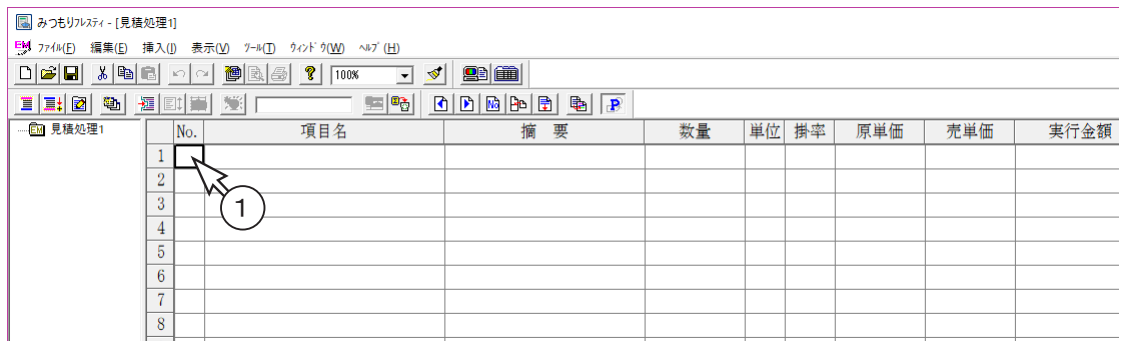 みつもりフレスティ - [見積処理1]
ファイル(F) 編集(E) 挿入(I) 表示(V) ツール(T) ウィンドウ(W) ヘルプ(H)
100%
見積処理1
No. 項目名 摘 要 数量 単位 掛率 原単価 売単価 実行金額
1
2
3
4
5
6
7
8
1